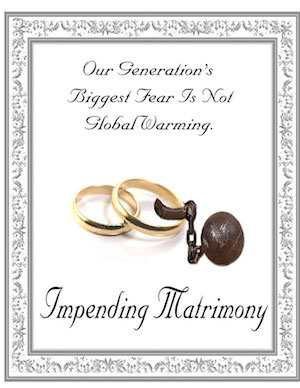 Our Generation's
Biggest Fear Is Not
Global Warming.
Impending Matrimony